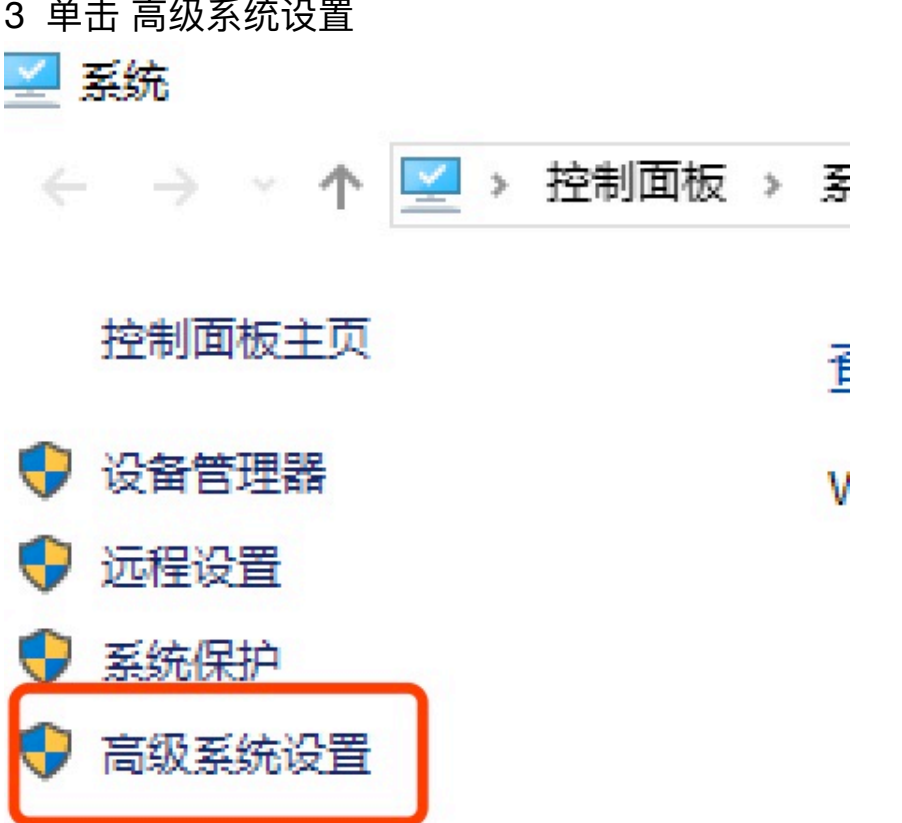 3 单击 高级系统设置
系统
控制面板
控制面板主页
设备管理器
远程设置
系统保护
高级系统设置